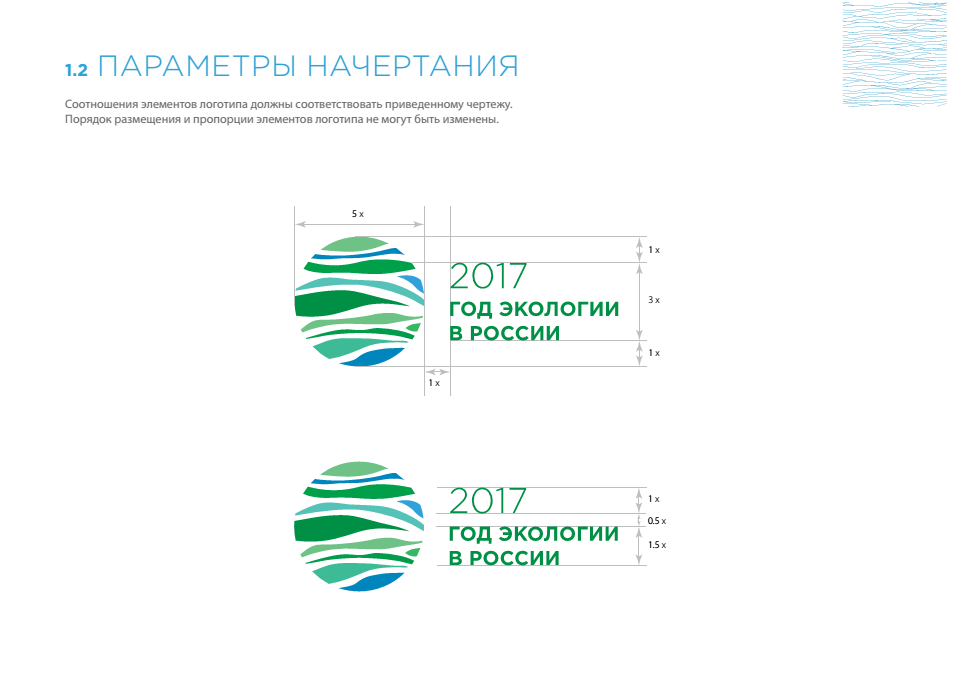 1.2 ПАРАМЕТРЫ НАЧЕРТАНИЯ
Соотношения элементов логотипа должны соответствовать приведенному чертежу.
Порядок размещения и пропорции элементов логотипа не могут быть изменены.
5 x
1 x
2017
3 x
ГОД ЭКОЛОГИИ
В РОССИИ
1 x
1 x
2017
1 x
0.5 x
ГОД ЭКОЛОГИИ
1.5 x
В РОССИИ